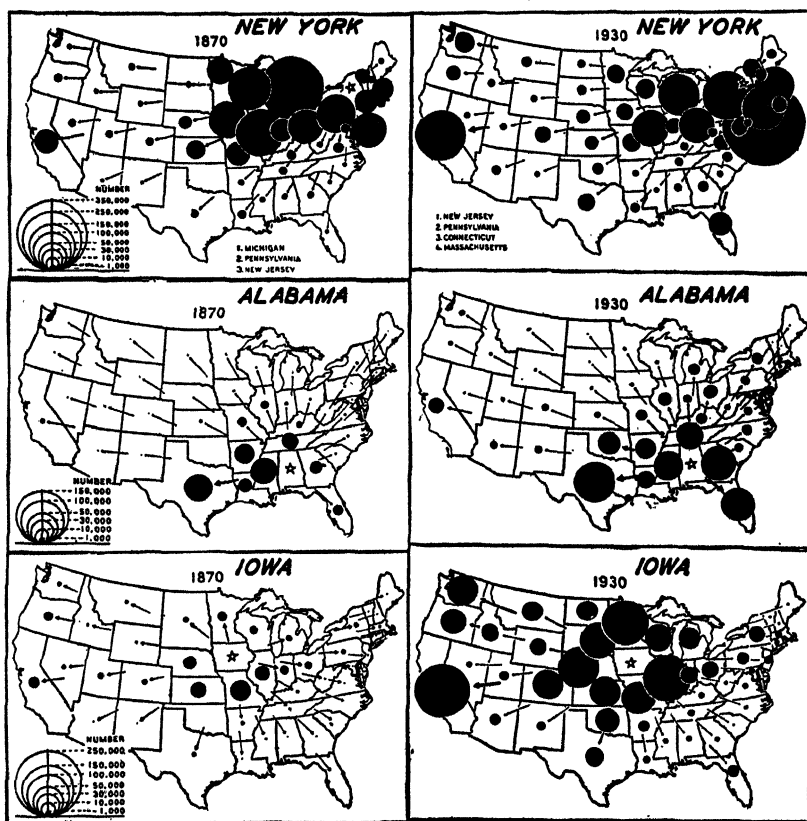 NEW YORK
1870
NUMBER
350,000
250,000
150,000
100,000
50,000
30,000
10,000
1,000
1. MICHIGAN
2. PENNSYLVANIA
3. NEW JERSEY
NEW YORK
1930
1. NEW JERSEY
2. PENNSYLVANIA
3. CONNECTICUT
4. MASSACHUSETTS
ALABAMA
1870
NUMBER
150,000
100,000
50,000
30,000
10,000
1,000
ALABAMA
1930
IOWA
1870
NUMBER
250,000
150,000
100,000
50,000
30,000
10,000
1,000
IOWA
1930